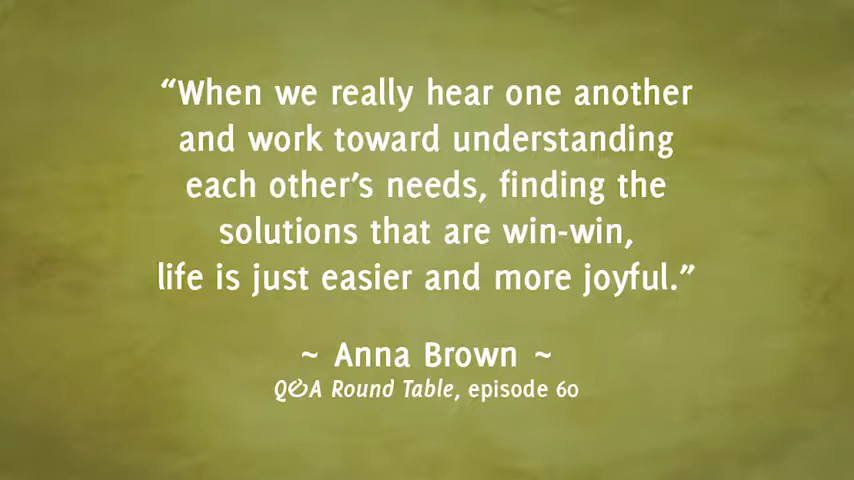 “When we really hear one another
and work toward understanding
each other’s needs, finding the
solutions that are win-win,
life is just easier and more joyful.”
~ Anna Brown ~
Q&A Round Table, episode 60